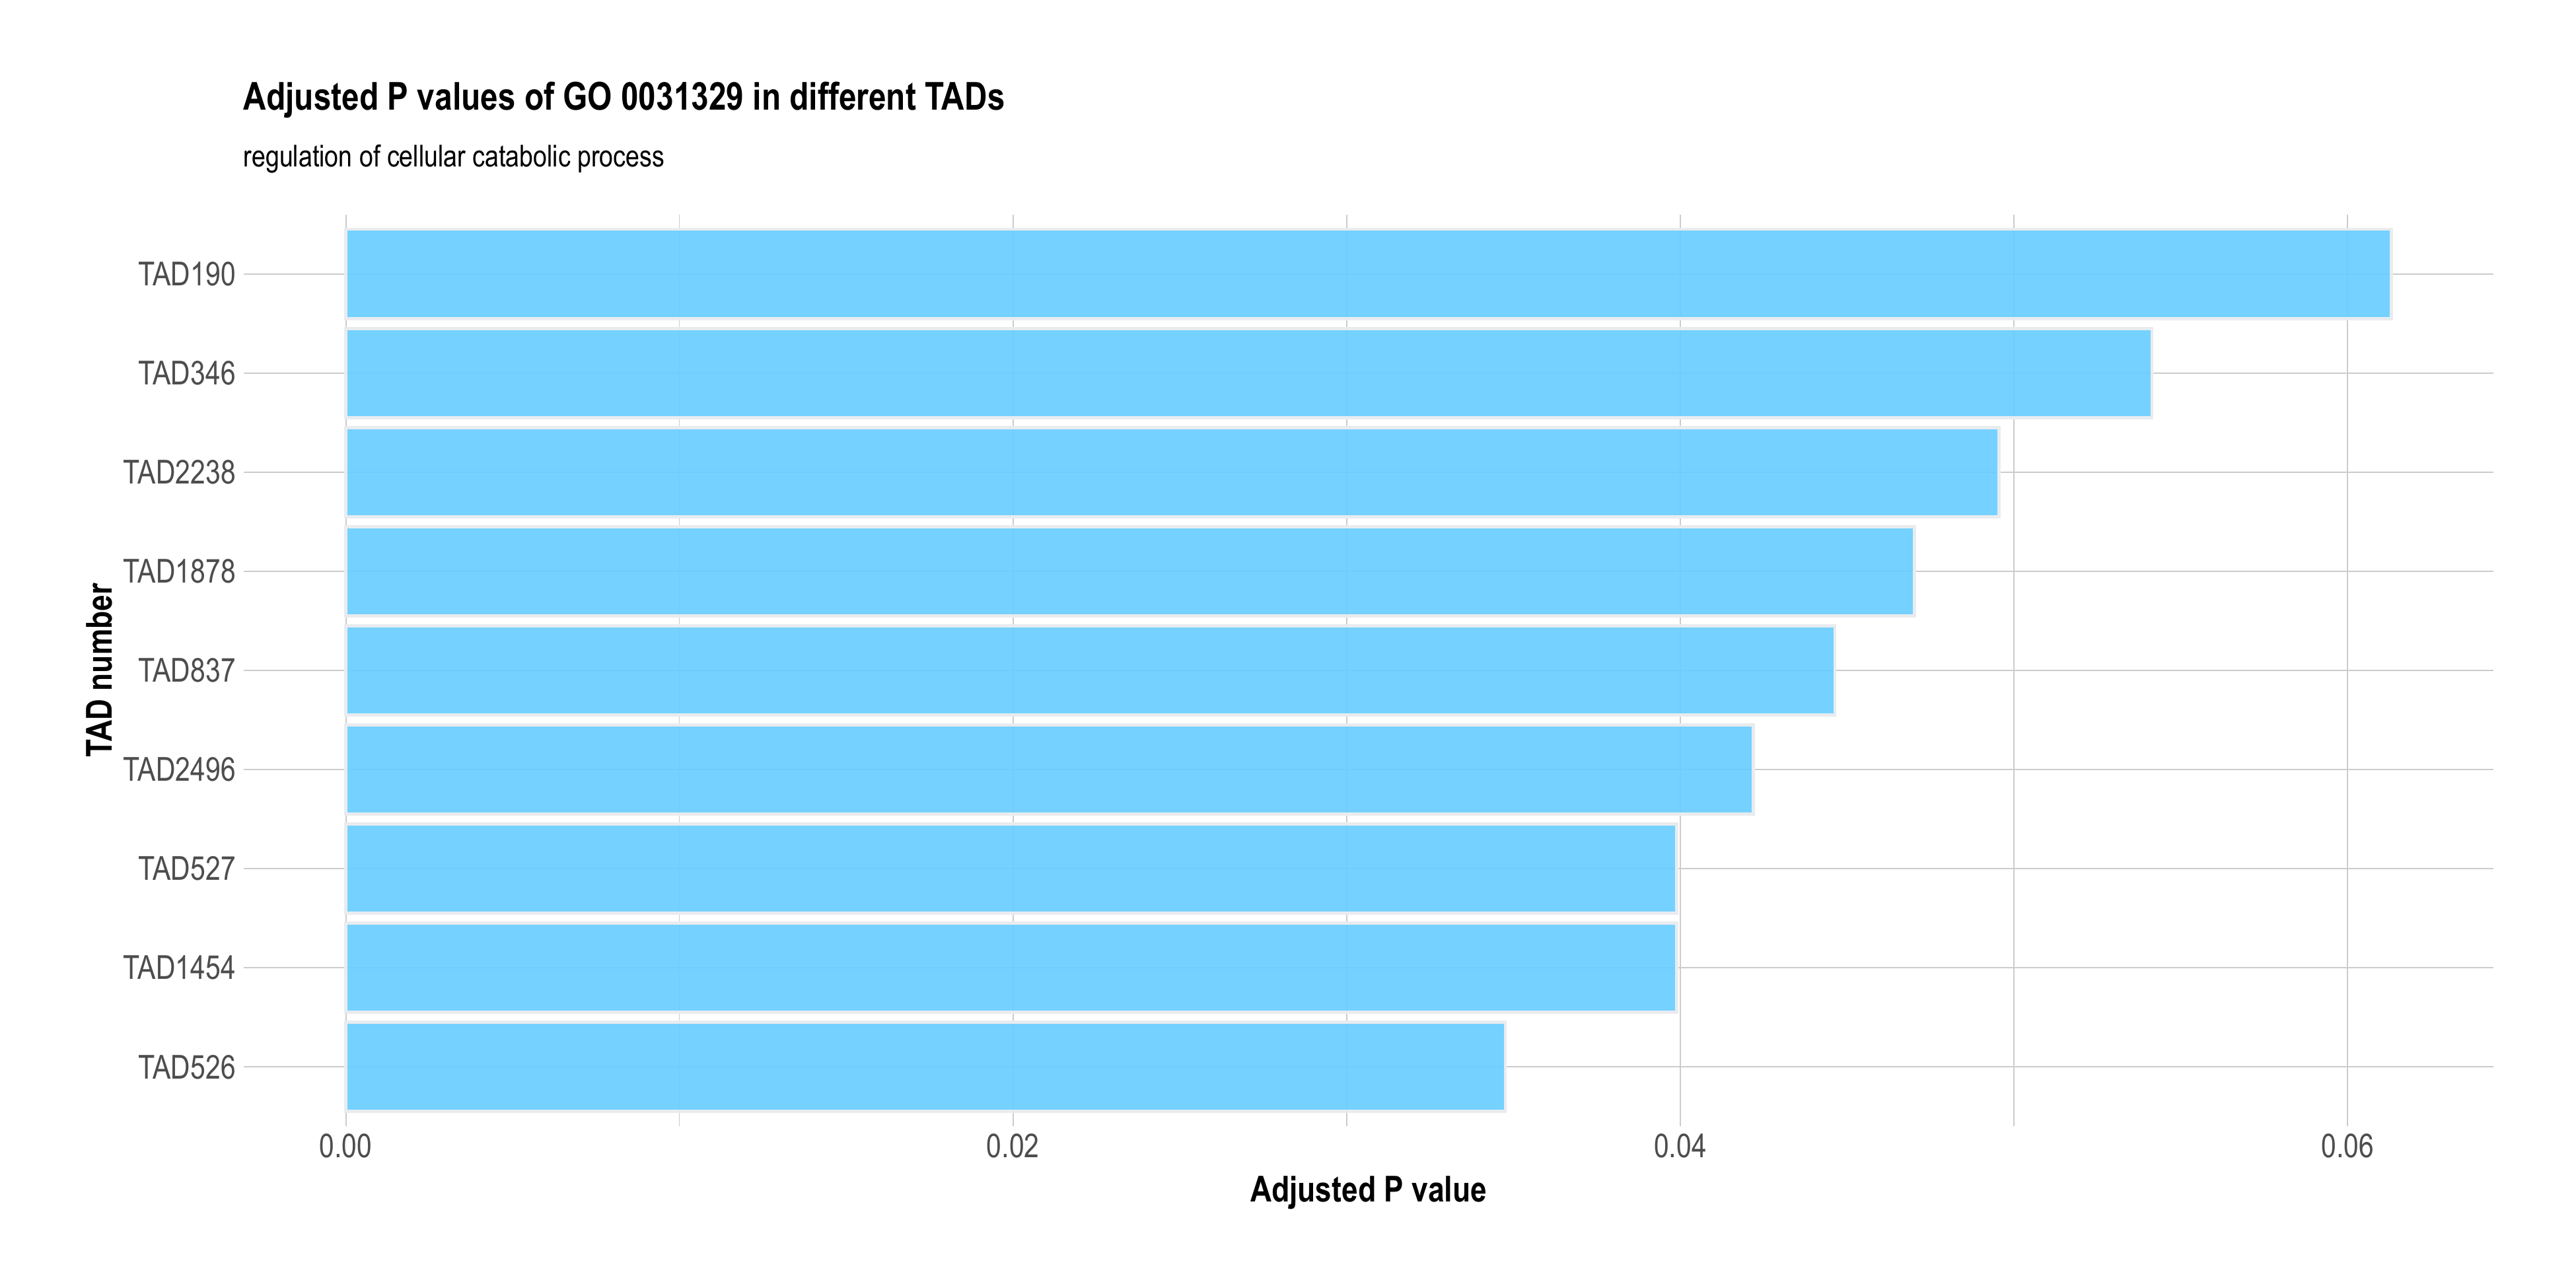 Adjusted P values of GO 0031329 in different TADs
regulation of cellular catabolic process
TAD190
TAD346
TAD2238
TAD1878
TAD837
TAD2496
TAD527
TAD1454
TAD526
TAD number
0.00 0.02 0.04 0.06
Adjusted P value